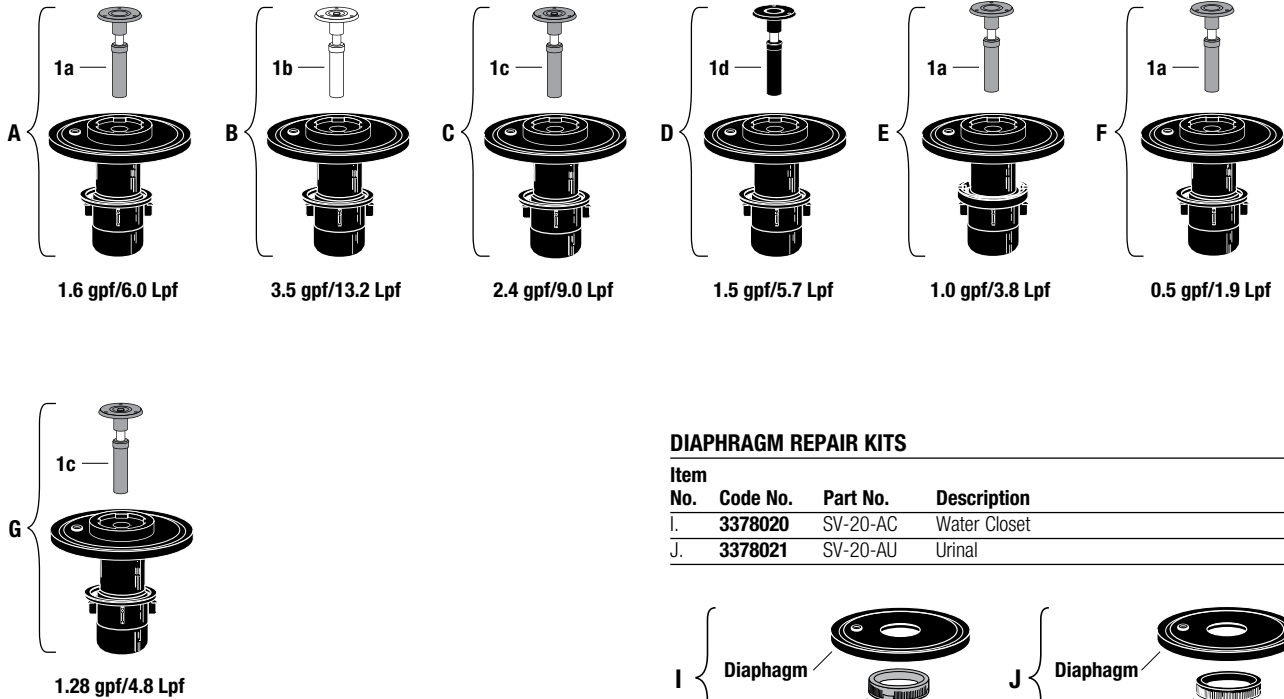 1a
1b
1c
1d
1a
1a
A
B
C
D
E
F
1.6 gpf/6.0 Lpf
3.5 gpf/13.2 Lpf
2.4 gpf/9.0 Lpf
1.5 gpf/5.7 Lpf
1.0 gpf/3.8 Lpf
0.5 gpf/1.9 Lpf
1c
G
1.28 gpf/4.8 Lpf
DIAPHRAGM REPAIR KITS
Item
No. Code No. Part No. Description
I. 3378020 SV-20-AC Water Closet
J. 3378021 SV-20-AU Urinal
I
Diaphagm
J
Diaphagm